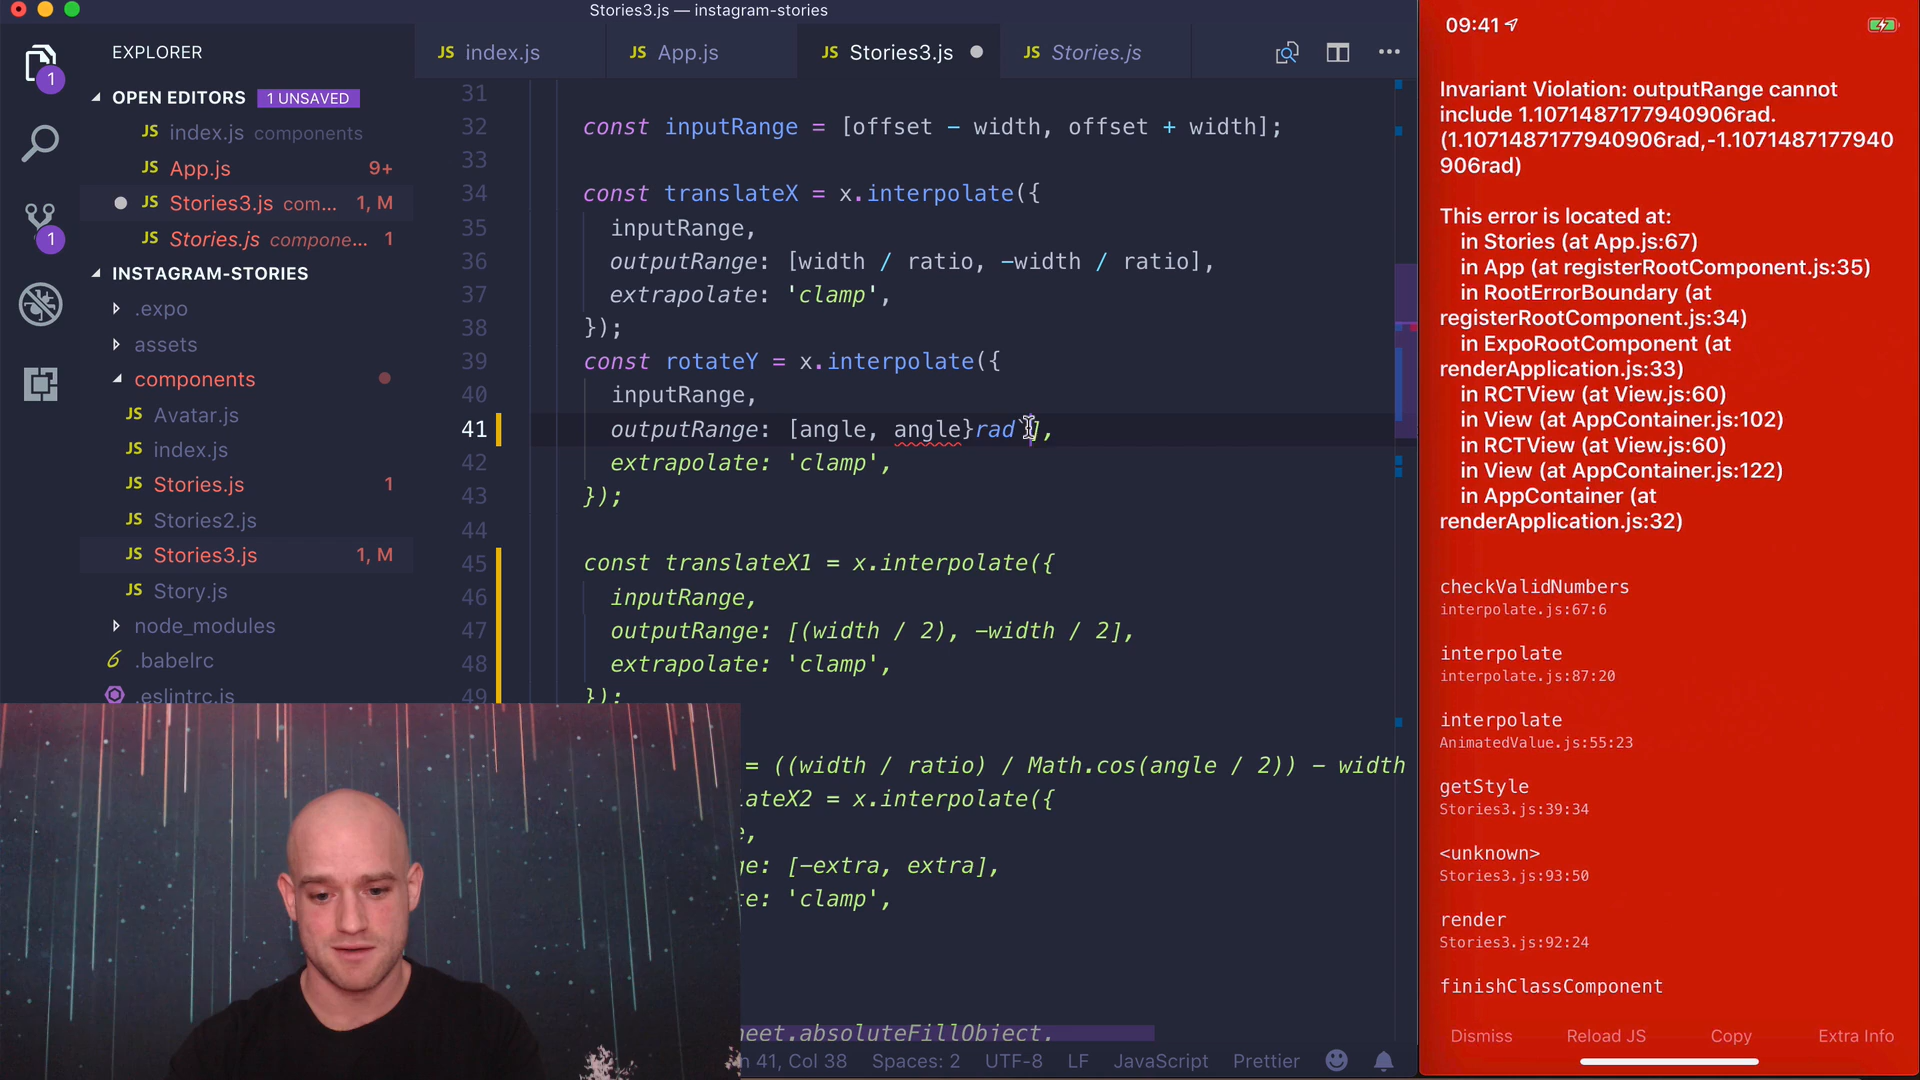 Stories3.js — instagram-stories
EXPLORER
OPEN EDITORS 1 UNSAVED
JS index.js components
JS App.js 9+
JS Stories3.js com... 1, M
JS Stories.js compone... 1
INSTAGRAM-STORIES
.expo
assets
components
JS Avatar.js
JS index.js
JS Stories.js 1
JS Stories2.js
JS Stories3.js 1, M
JS Story.js
node_modules
6 .babelrc
.eslintrc.js
1
1
JS index.js
JS App.js
JS Stories3.js
JS Stories.js
31
32 const inputRange = [offset - width, offset + width];
33
34 const translateX = x.interpolate({
35 inputRange,
36 outputRange: [width / ratio, -width / ratio],
37 extrapolate: 'clamp',
38 });
39 const rotateY = x.interpolate({
40 inputRange,
41 outputRange: [angle, angle}rad`],
42 extrapolate: 'clamp',
43 });
44
45 const translateX1 = x.interpolate({
46 inputRange,
47 outputRange: [(width / 2), -width / 2],
48 extrapolate: 'clamp',
49 });
= ((width / ratio) / Math.cos(angle / 2)) - width
lateX2 = x.interpolate({
e,
ge: [-extra, extra],
te: 'clamp',
heet.absoluteFillObject.
Ln 41, Col 38 Spaces: 2 UTF-8 LF JavaScript Prettier
09:41
Invariant Violation: outputRange cannot
include 1.1071487177940906rad.
(1.1071487177940906rad,-1.1071487177940
906rad)
This error is located at:
in Stories (at App.js:67)
in App (at registerRootComponent.js:35)
in RootErrorBoundary (at
registerRootComponent.js:34)
in ExpoRootComponent (at
renderApplication.js:33)
in RCTView (at View.js:60)
in View (at AppContainer.js:102)
in RCTView (at View.js:60)
in View (at AppContainer.js:122)
in AppContainer (at
renderApplication.js:32)
checkValidNumbers
interpolate.js:67:6
interpolate
interpolate.js:87:20
interpolate
AnimatedValue.js:55:23
getStyle
Stories3.js:39:34
<unknown>
Stories3.js:93:50
render
Stories3.js:92:24
finishClassComponent
Dismiss Reload JS Copy Extra Info